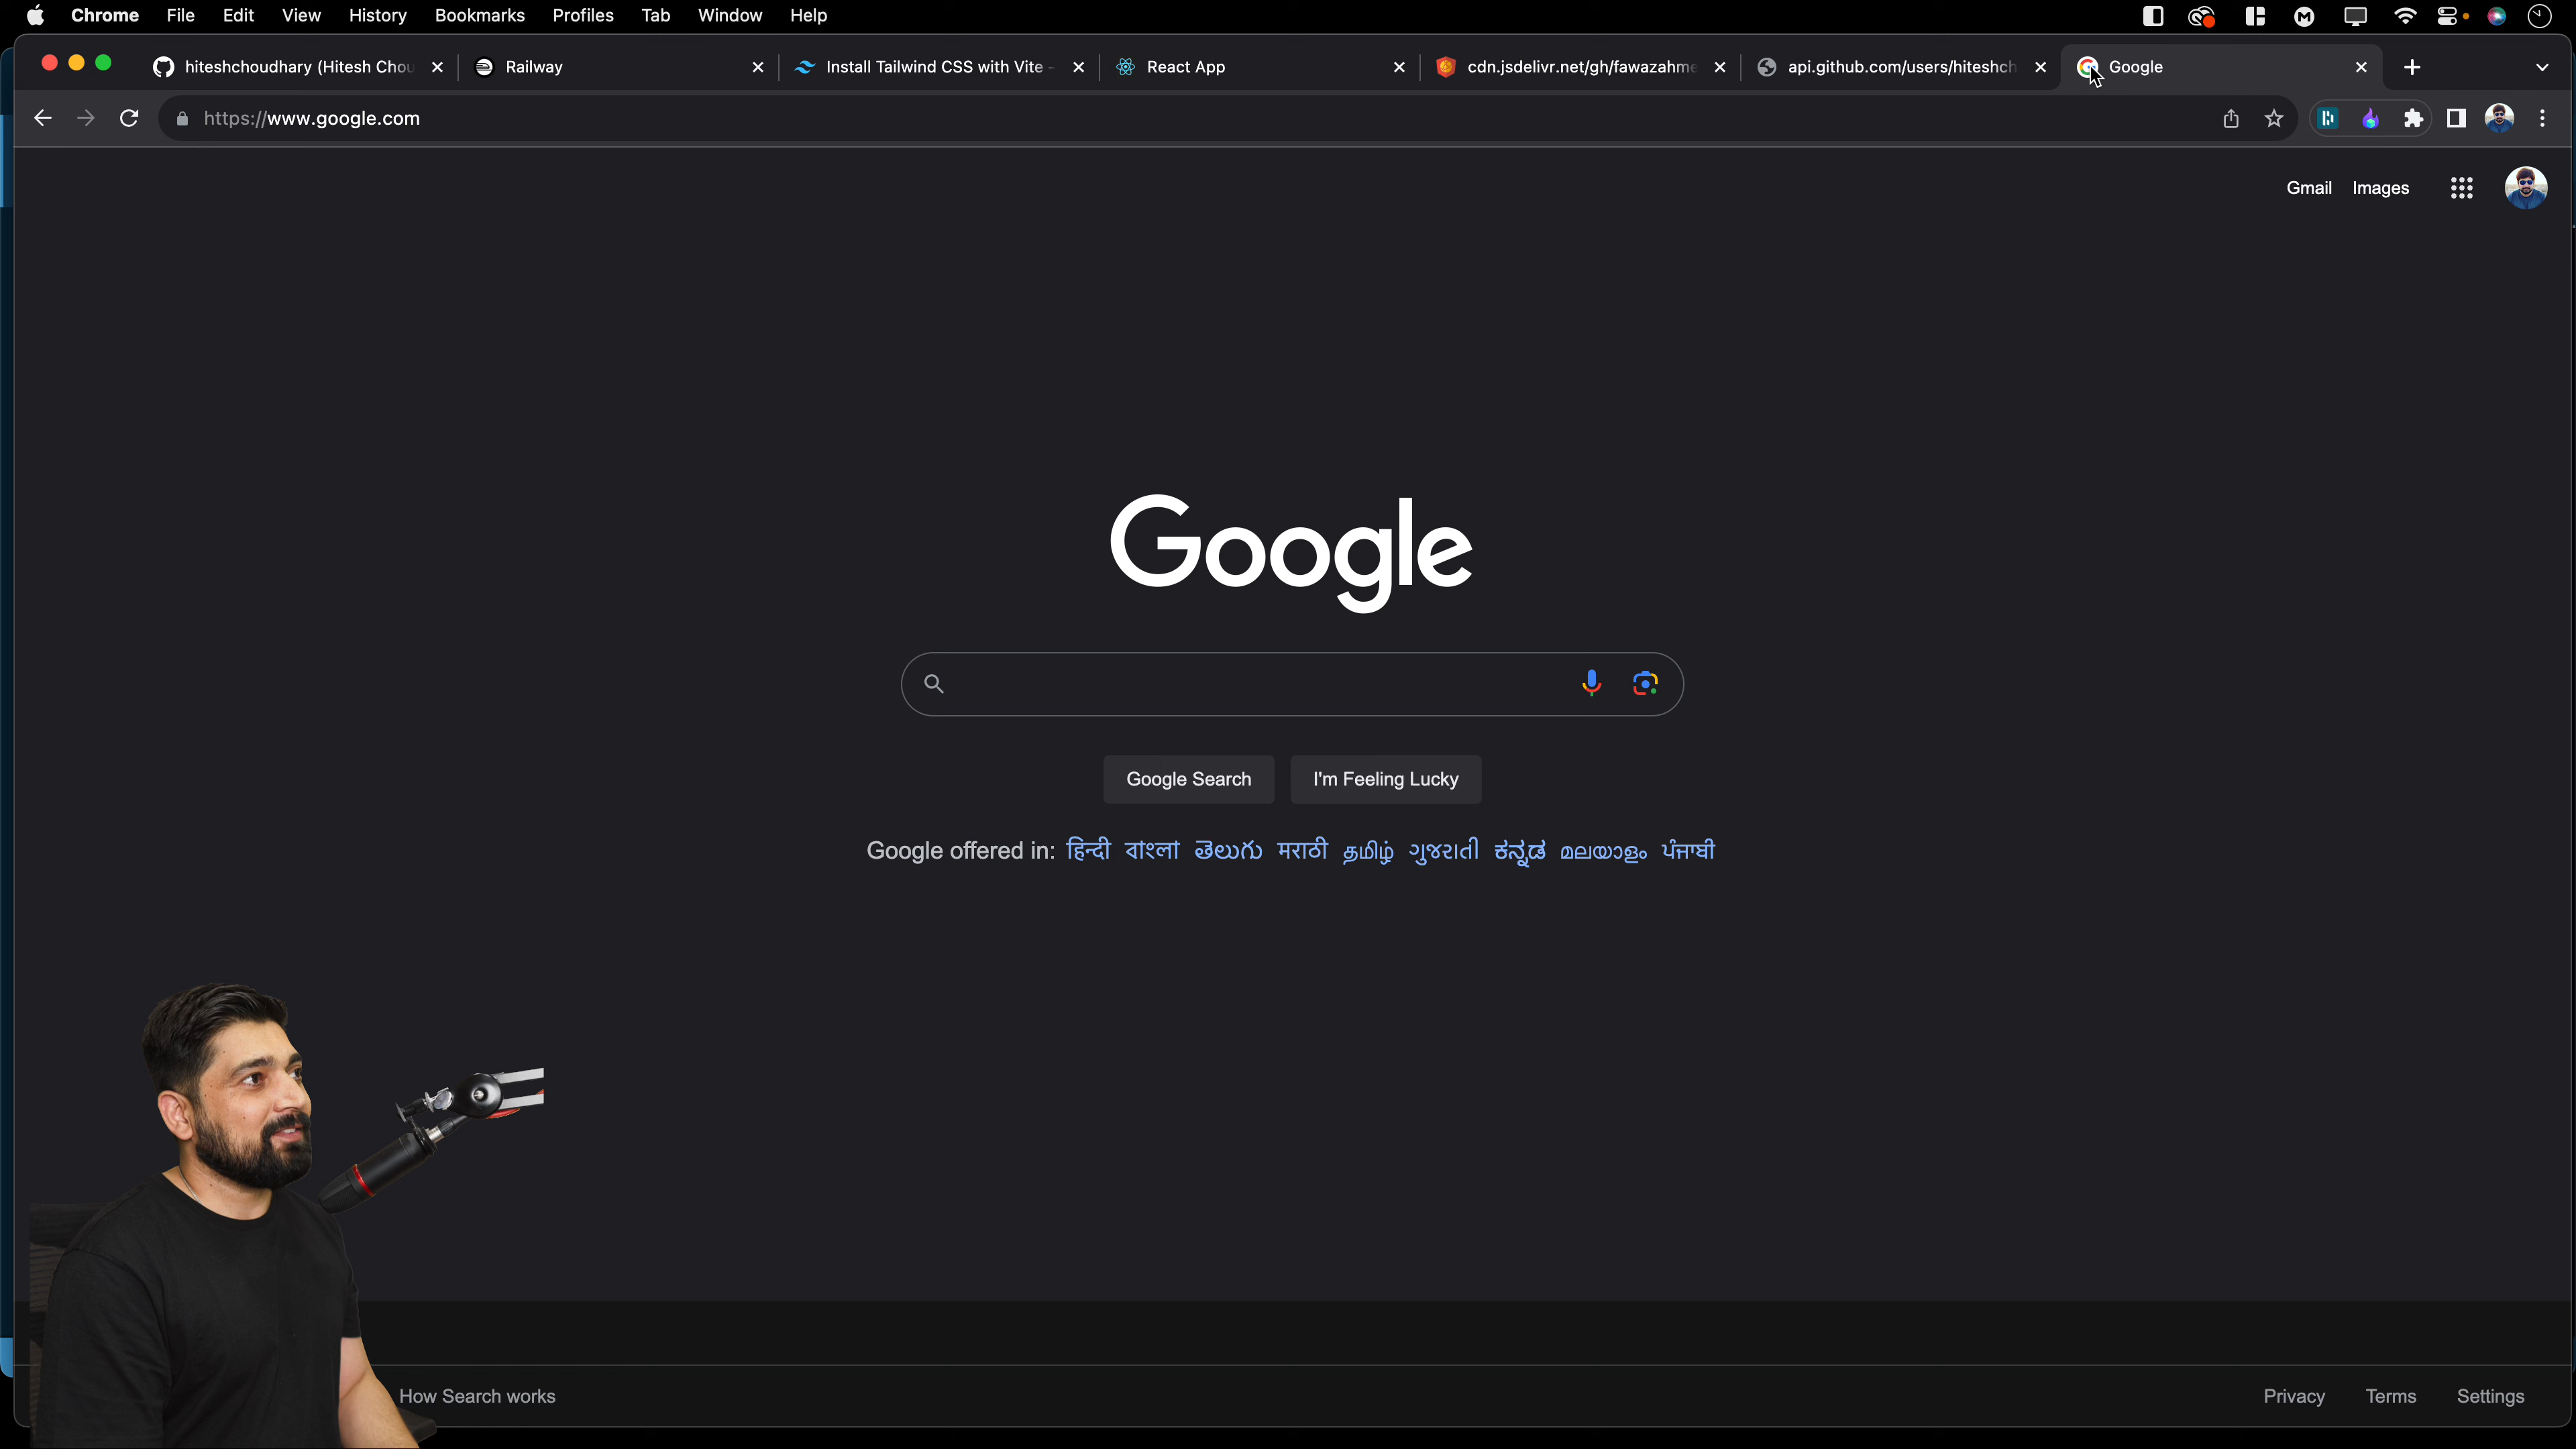 Chrome File Edit View History Bookmarks Profiles Tab Window Help
hiteshchoudhary (Hitesh Chou Railway Install Tailwind CSS with Vite - React App cdn.jsdelivr.net/gh/fawazahme api.github.com/users/hiteshch Google
https://www.google.com
Gmail Images
Google
Google Search I'm Feeling Lucky
Google offered in: हिन्दी বাংলা తెలుగు मराठी தமிழ் ગુજરાતી ಕನ್ನಡ മലയാളം ਪੰਜਾਬੀ
How Search works Privacy Terms Settings